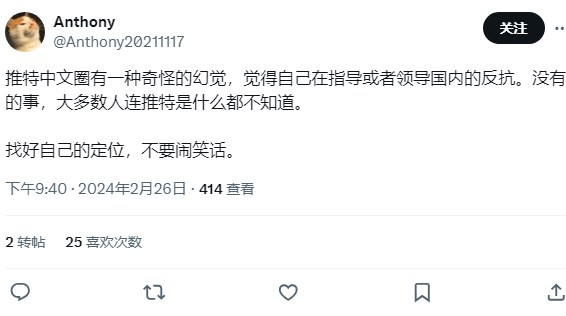 Anthony
@Anthony20211117
关注
推特中文圈有一种奇怪的幻觉，觉得自己在指导或者领导国内的反抗。没有
的事，大多数人连推特是什么都不知道。
找好自己的定位，不要闹笑话。
下午9:40 · 2024年2月26日 · 414 查看
2 转帖 25 喜欢次数